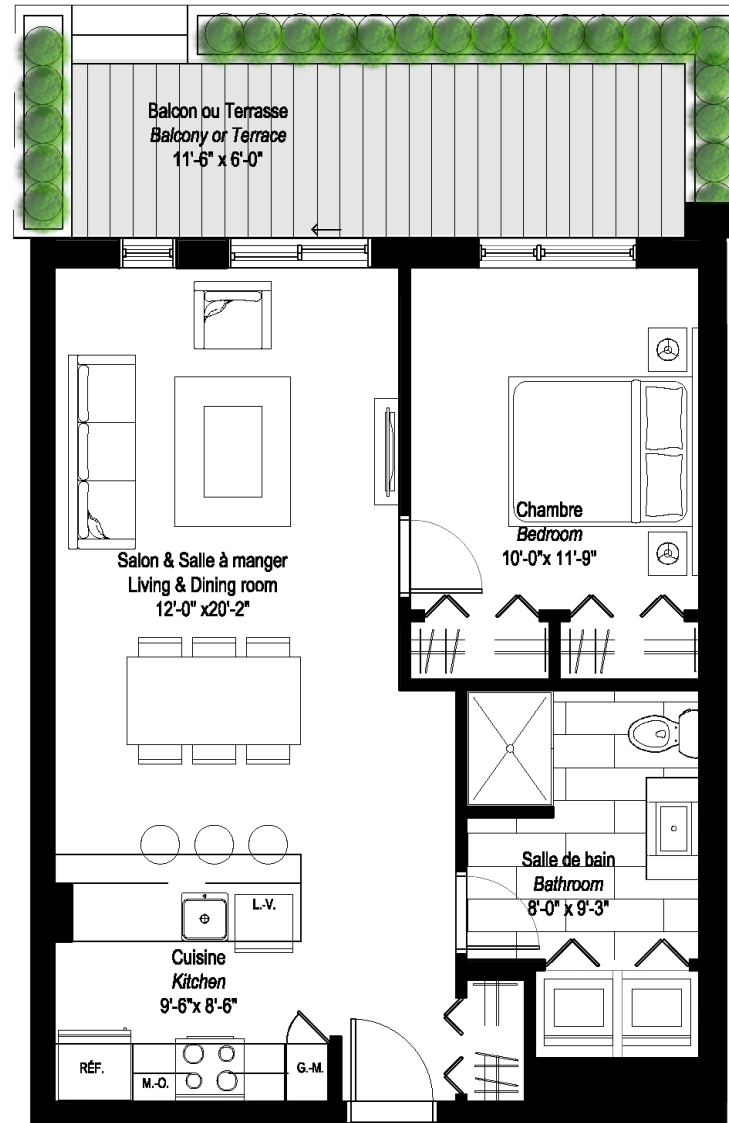 Balcon ou Terrasse
Balcony or Terrace
11'-6" x 6'-0"
Chambre
Bedroom
10'-0"x 11'-9"
Salon & Salle à manger
Living & Dining room
12'-0" x20'-2"
Salle de bain
Bathroom
8'-0" x 9'-3"
L.-V.
Cuisine
Kitchen
9'-6"x 8'-6"
RÉF.
M.-O.
G.-M.